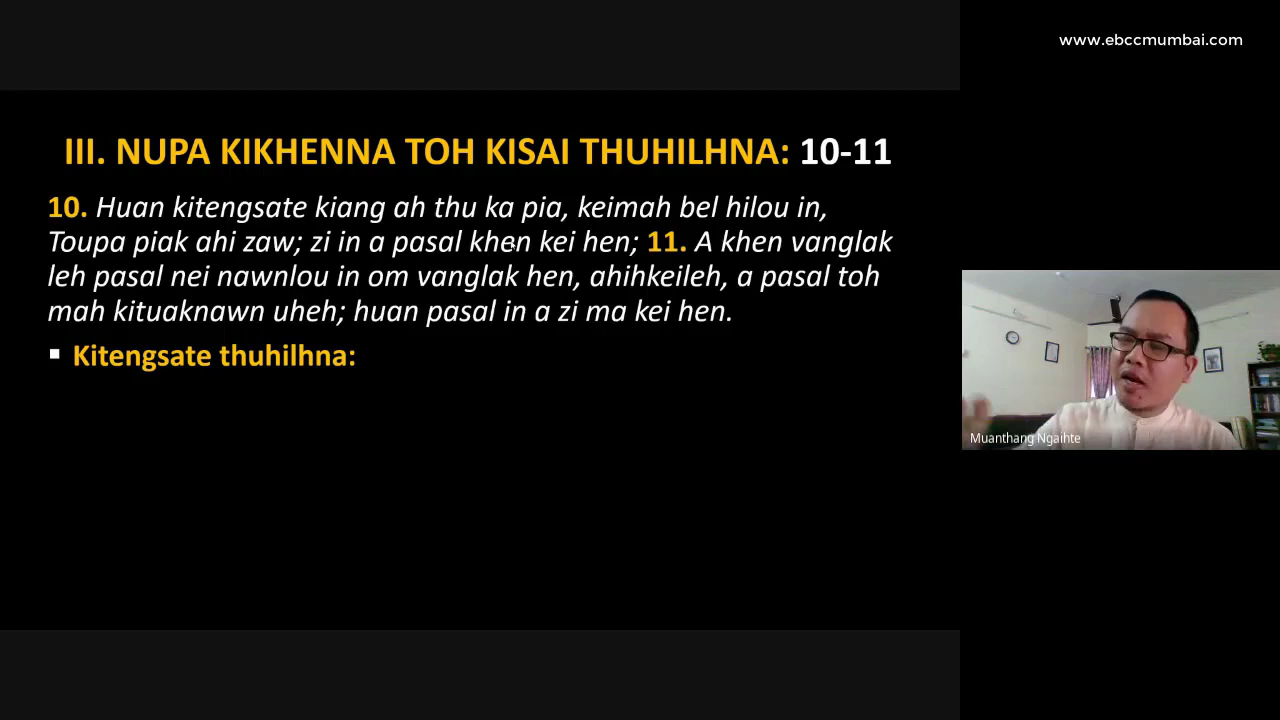 www.ebccmumbai.com
III. NUPA KIKHENNA TOH KISAI THUHILHNA: 10-11
10. Huan kitengsate kiang ah thu ka pia, keimah bel hilou in,
Toupa piak ahi zaw; zi in a pasal khen kei hen; 11. A khen vanglak
leh pasal nei nawnlou in om vanglak hen, ahihkeileh, a pasal toh
mah kituaknawn uheh; huan pasal in a zi ma kei hen.
▪ Kitengsate thuhilhna:
Muanthang Ngaihte